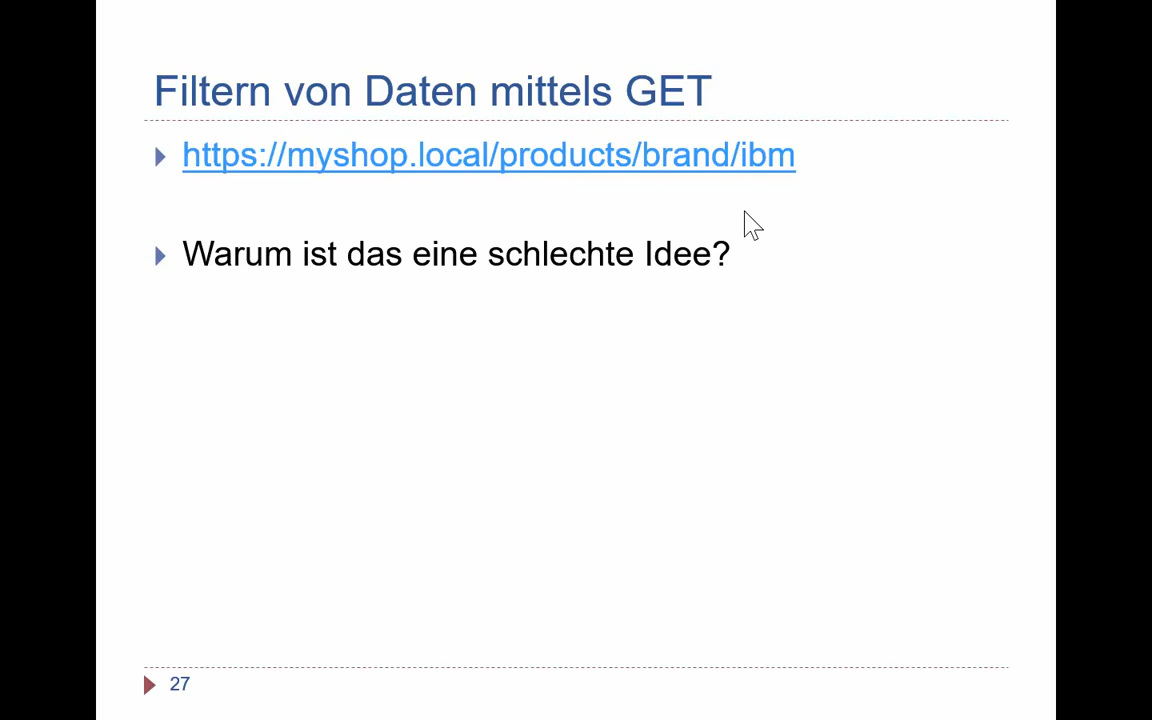 Filtern von Daten mittels GET
https://myshop.local/products/brand/ibm
Warum ist das eine schlechte Idee?
27